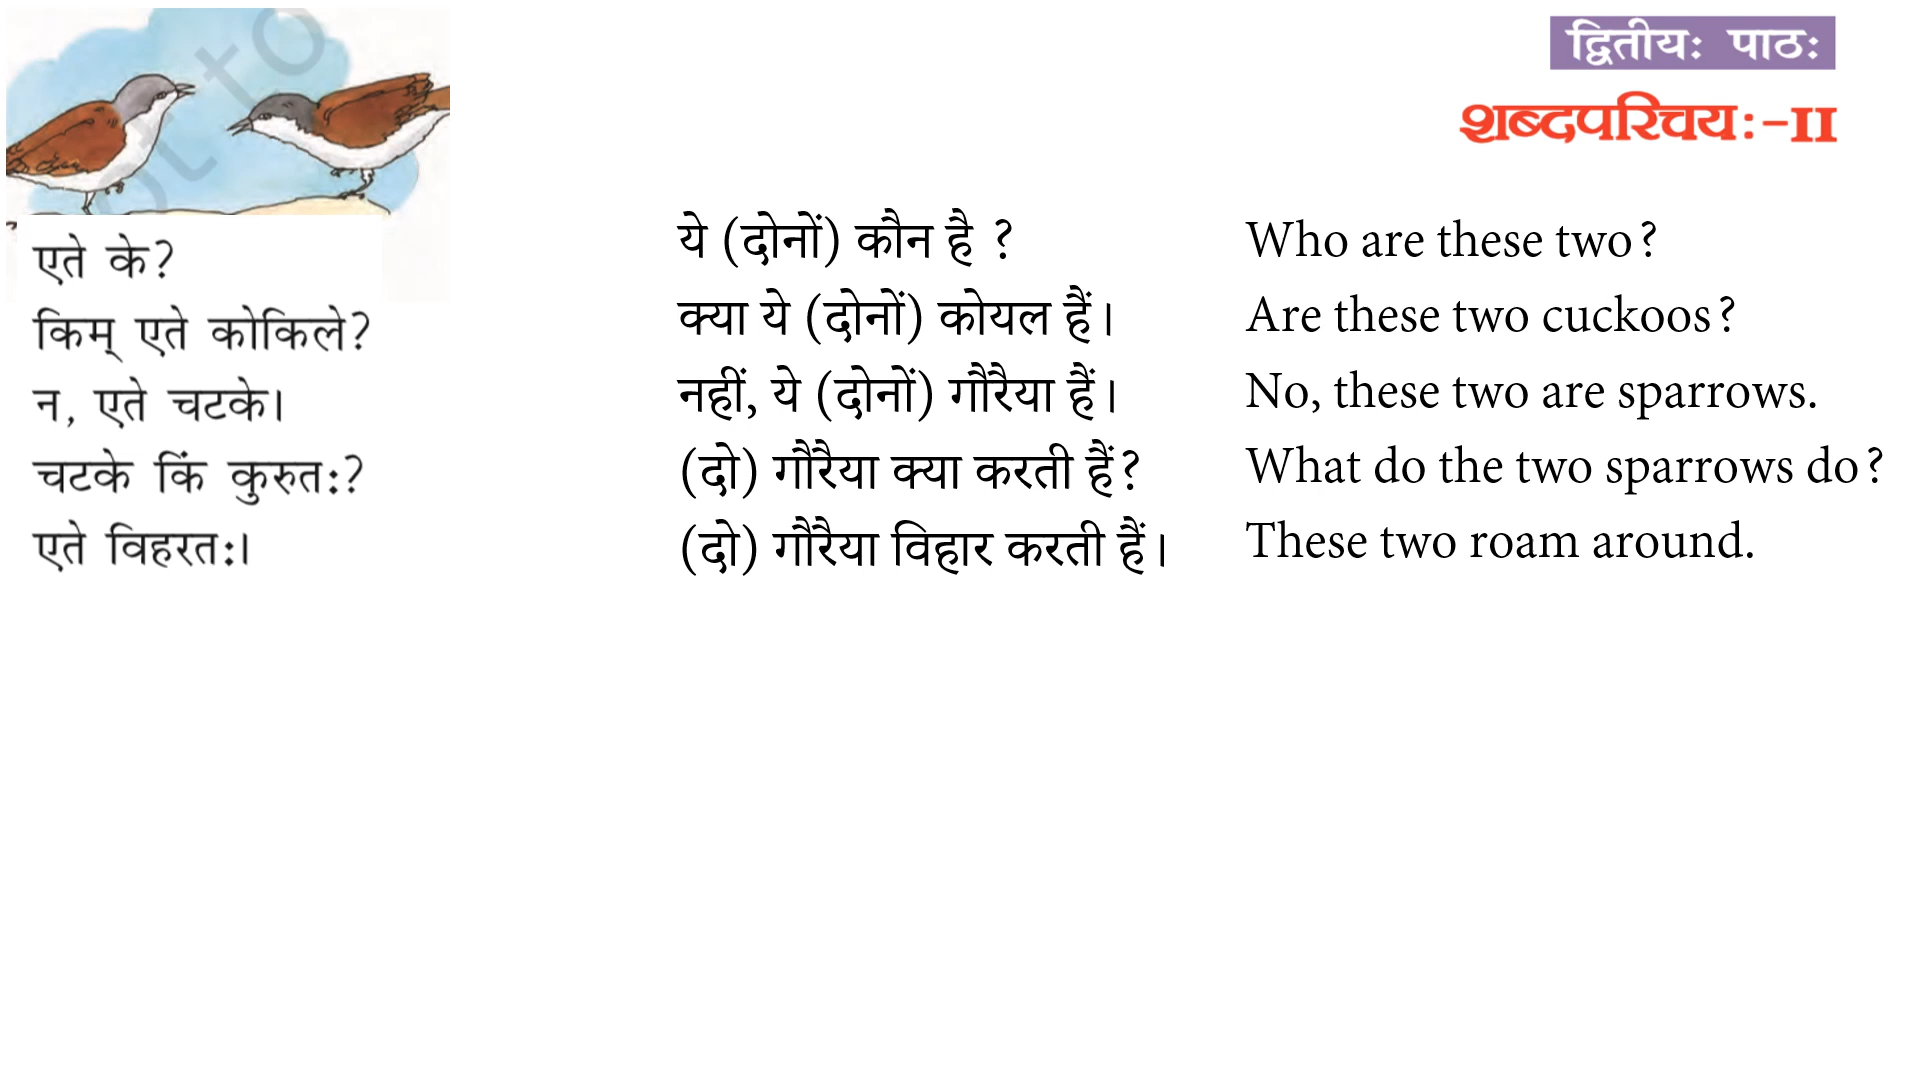 द्वितीयः पाठः
शब्दपरिचयः-II
एते के?
किम् एते कोकिले?
न, एते चटके।
चटके किं कुरुतः?
एते विहरतः।
ये (दोनों) कौन है ?
क्या ये (दोनों) कोयल हैं।
नहीं, ये (दोनों) गौरैया हैं।
(दो) गौरैया क्या करती हैं?
(दो) गौरैया विहार करती हैं।
Who are these two?
Are these two cuckoos?
No, these two are sparrows.
What do the two sparrows do?
These two roam around.